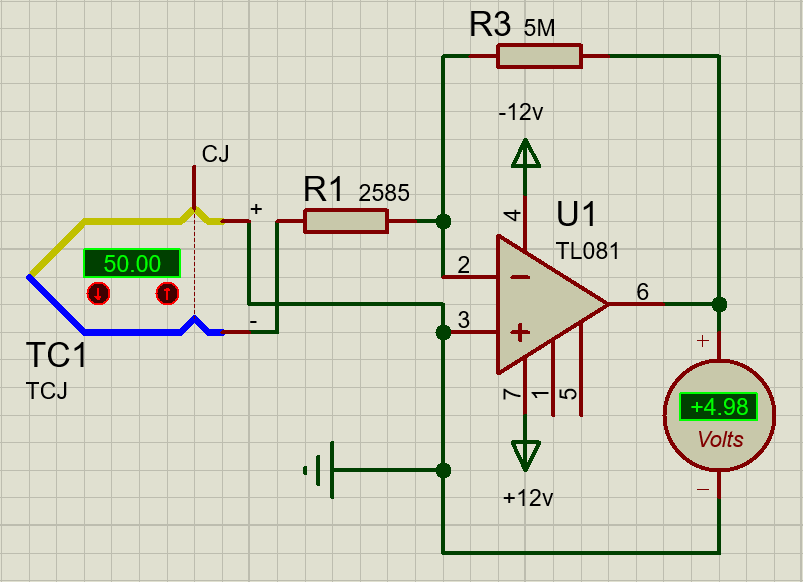 R3 5M
-12v
CJ
R1 2585
+
4
U1
TL081
50.00
2
6
3
-
+
TC1
TCJ
7 1 5
+4.98
Volts
+12v